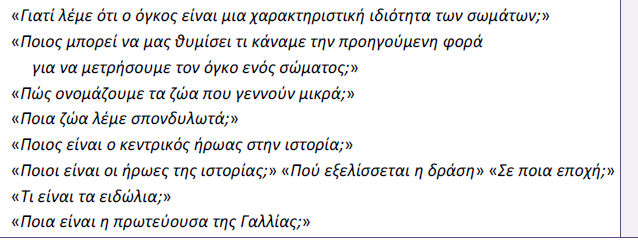 «Γιατί λέμε ότι ο όγκος είναι μια χαρακτηριστική ιδιότητα των σωμάτων;»
«Ποιος μπορεί να μας θυμίσει τι κάναμε την προηγούμενη φορά
για να μετρήσουμε τον όγκο ενός σώματος;»
«Πώς ονομάζουμε τα ζώα που γεννούν μικρά;»
«Ποια ζώα λέμε σπονδυλωτά;»
«Ποιος είναι ο κεντρικός ήρωας στην ιστορία;»
«Ποιοι είναι οι ήρωες της ιστορίας;» «Πού εξελίσσεται η δράση» «Σε ποια εποχή;»
«Τι είναι τα ειδώλια;»
«Ποια είναι η πρωτεύουσα της Γαλλίας;»